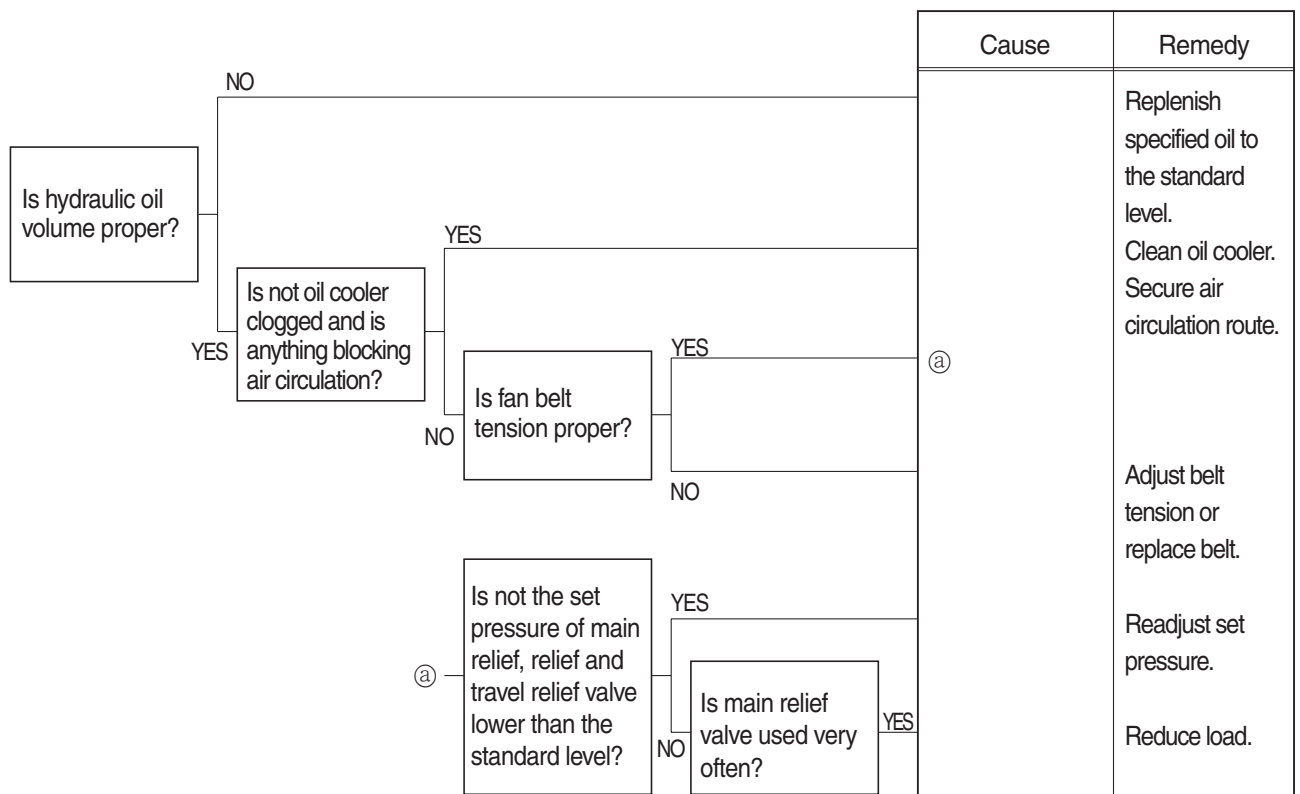 Cause
Remedy
NO
Replenish
specified oil to
the standard
level.
Is hydraulic oil
volume proper?
YES
Clean oil cooler.
Secure air
circulation route.
YES
Is not oil cooler
clogged and is
anything blocking
air circulation?
YES
ⓐ
NO
Is fan belt
tension proper?
NO
Adjust belt
tension or
replace belt.
ⓐ
Is not the set
pressure of main
relief, relief and
travel relief valve
lower than the
standard level?
YES
Readjust set
pressure.
NO
Is main relief
valve used very
often?
YES
Reduce load.